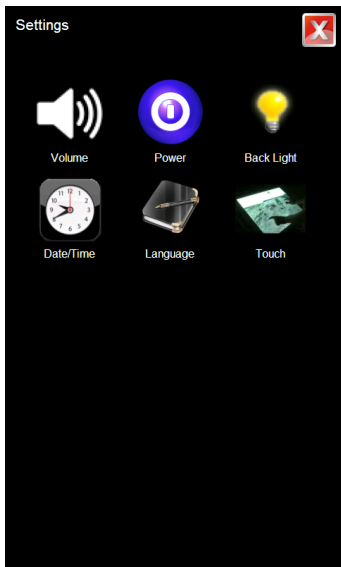 Settings
X
Volume
Power
Back Light
Date/Time
Language
Touch